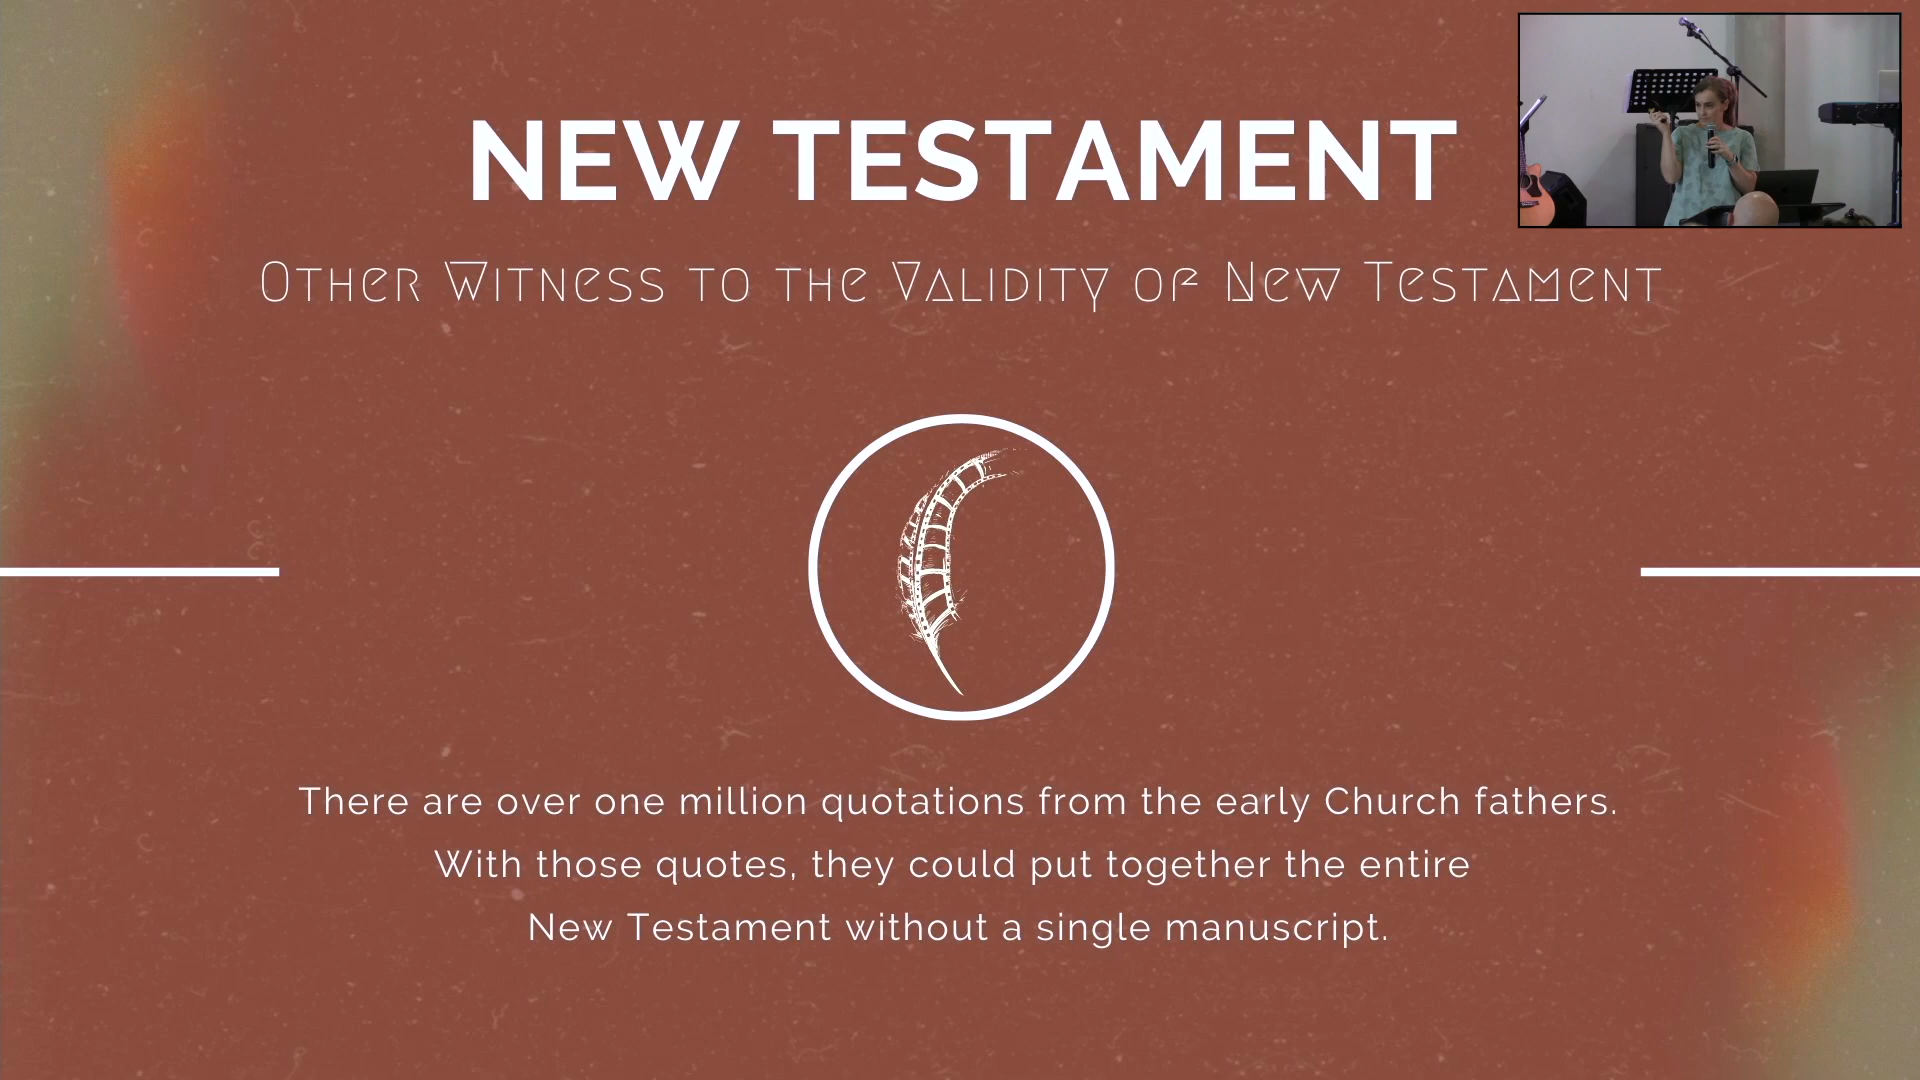 NEW TESTAMENT
Other Witness to the Validity of New Testament
There are over one million quotations from the early Church fathers.
With those quotes, they could put together the entire
New Testament without a single manuscript.